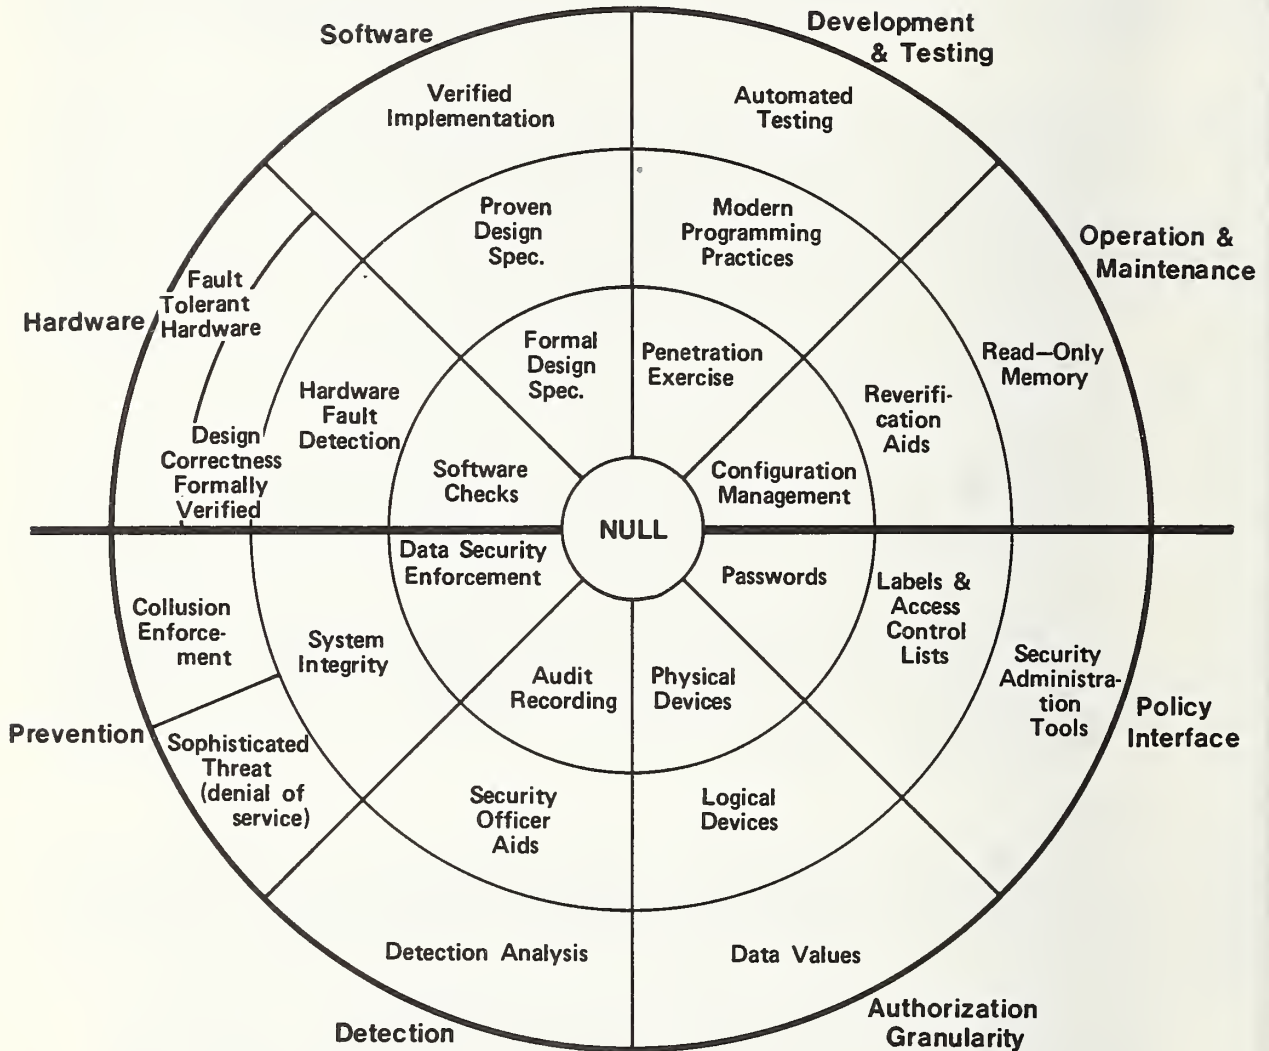 Software
Development
& Testing
Verified
Implementation
Automated
Testing
Proven
Design
Spec.
Modern
Programming
Practices
Operation &
Maintenance
Hardware
Fault
Tolerant
Hardware
Design
Correctness
Formally
Verified
Hardware
Fault
Detection
Formal
Design
Spec.
Software
Checks
Penetration
Exercise
Configuration
Management
Reverifi-
cation
Aids
Read—Only
Memory
NULL
Data Security
Enforcement
Passwords
Labels &
Access
Control
Lists
Collusion
Enforce-
ment
System
Integrity
Audit
Recording
Physical
Devices
Security
Administra-
tion
Tools
Policy
Interface
Prevention
Sophisticated
Threat
(denial of
service)
Security
Officer
Aids
Logical
Devices
Detection Analysis
Data Values
Detection
Authorization
Granularity